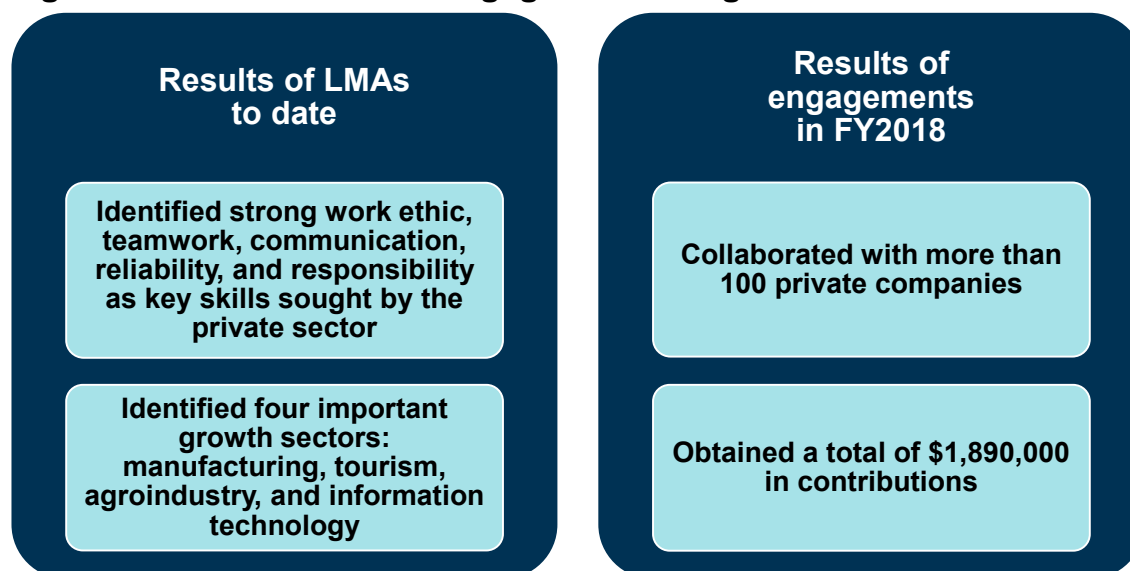 Results of LMAs
to date
Identified strong work ethic,
teamwork, communication,
reliability, and responsibility
as key skills sought by the
private sector
Identified four important
growth sectors:
manufacturing, tourism,
agroindustry, and information
technology
Results of
engagements
in FY2018
Collaborated with more than
100 private companies
Obtained a total of $1,890,000
in contributions